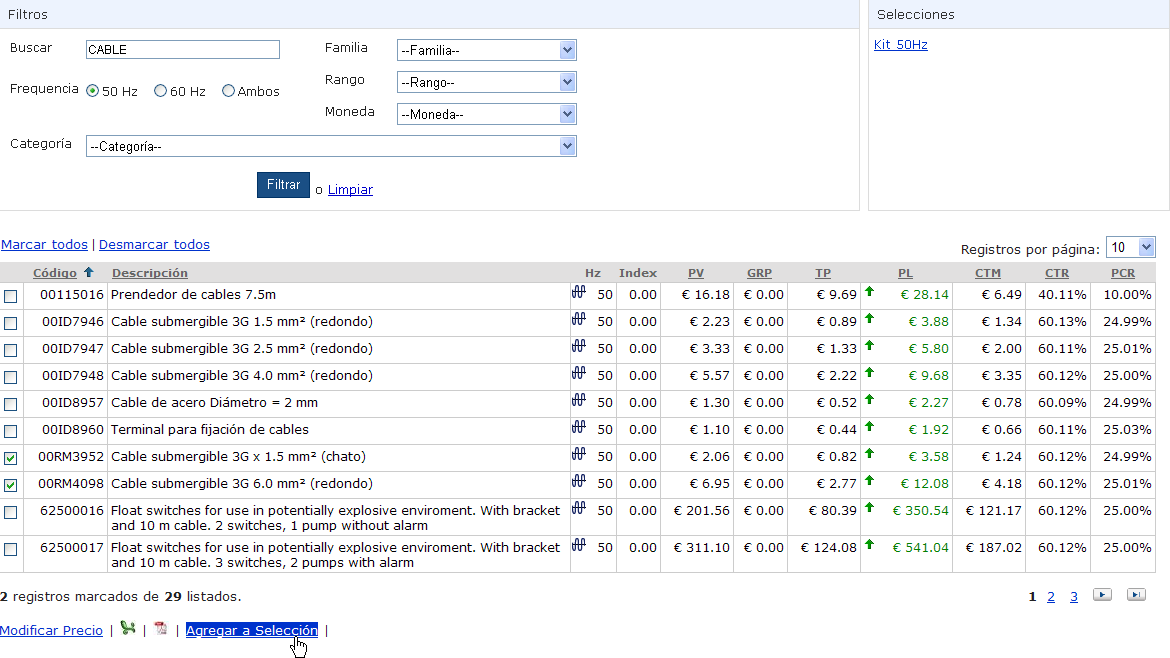 Filtros
Buscar CABLE
Familia --Familia--
Frequencia 50 Hz 60 Hz Ambos
Rango --Rango--
Moneda --Moneda--
Categoría --Categoría--
Filtrar o Limpiar
Selecciones
Kit 50Hz
Marcar todos | Desmarcar todos
Registros por página: 10
Código Descripción Hz Index PV GRP TP PL CTM CTR PCR
00115016 Prendedor de cables 7.5m 50 0.00 € 16.18 € 0.00 € 9.69 € 28.14 € 6.49 40.11% 10.00%
00ID7946 Cable submergible 3G 1.5 mm² (redondo) 50 0.00 € 2.23 € 0.00 € 0.89 € 3.88 € 1.34 60.13% 24.99%
00ID7947 Cable submergible 3G 2.5 mm² (redondo) 50 0.00 € 3.33 € 0.00 € 1.33 € 5.80 € 2.00 60.11% 25.01%
00ID7948 Cable submergible 3G 4.0 mm² (redondo) 50 0.00 € 5.57 € 0.00 € 2.22 € 9.68 € 3.35 60.12% 25.00%
00ID8957 Cable de acero Diámetro = 2 mm 50 0.00 € 1.30 € 0.00 € 0.52 € 2.27 € 0.78 60.09% 24.99%
00ID8960 Terminal para fijación de cables 50 0.00 € 1.10 € 0.00 € 0.44 € 1.92 € 0.66 60.11% 25.03%
00RM3952 Cable submergible 3G x 1.5 mm² (chato) 50 0.00 € 2.06 € 0.00 € 0.82 € 3.58 € 1.24 60.12% 24.99%
00RM4098 Cable submergible 3G 6.0 mm² (redondo) 50 0.00 € 6.95 € 0.00 € 2.77 € 12.08 € 4.18 60.12% 25.01%
62500016 Float switches for use in potentially explosive enviroment. With bracket 50 0.00 € 201.56 € 0.00 € 80.39 € 350.54 € 121.17 60.12% 25.00%
and 10 m cable. 2 switches, 1 pump without alarm
62500017 Float switches for use in potentially explosive enviroment. With bracket 50 0.00 € 311.10 € 0.00 € 124.08 € 541.04 € 187.02 60.12% 25.00%
and 10 m cable. 3 switches, 2 pumps with alarm
2 registros marcados de 29 listados.
1 2 3
Modificar Precio | | | Agregar a Selección |